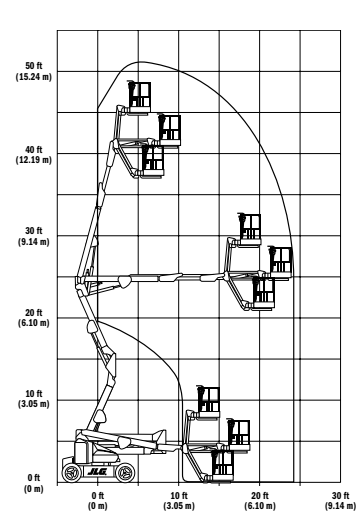 50 ft
(15.24 m)
40 ft
(12.19 m)
30 ft
(9.14 m)
20 ft
(6.10 m)
10 ft
(3.05 m)
0 ft
(0 m)
JLG
0 ft
(0 m)
10 ft
(3.05 m)
20 ft
(6.10 m)
30 ft
(9.14 m)